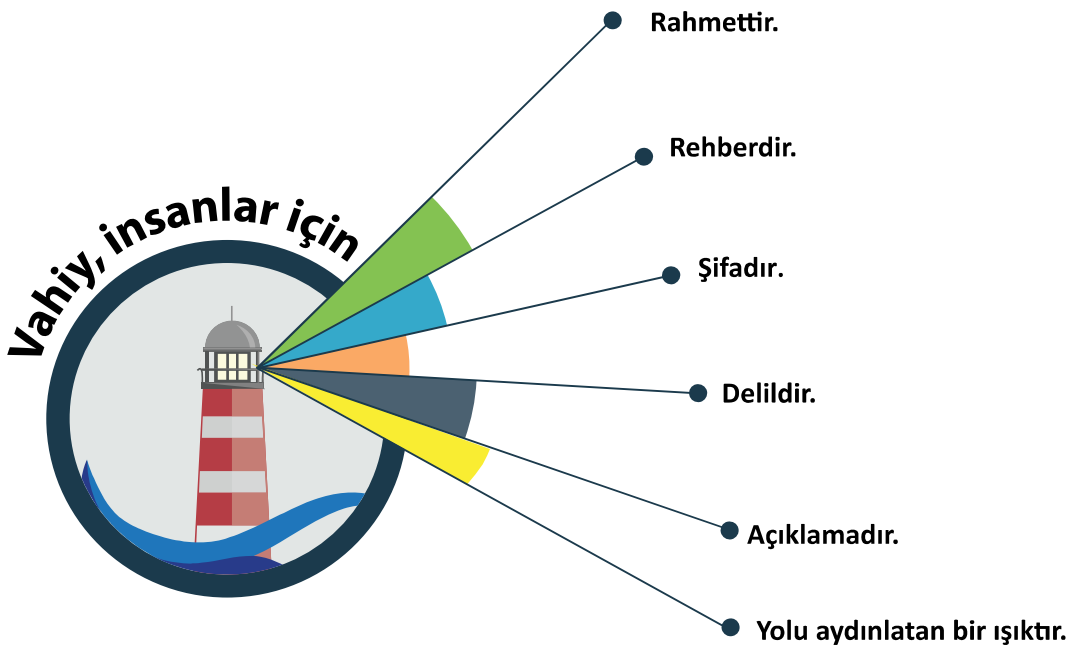 Vahiy, insanlar için
Rahmettir.
Rehberdir.
Şifadır.
Delildir.
Açıklamadır.
Yolu aydınlatan bir ışıktır.